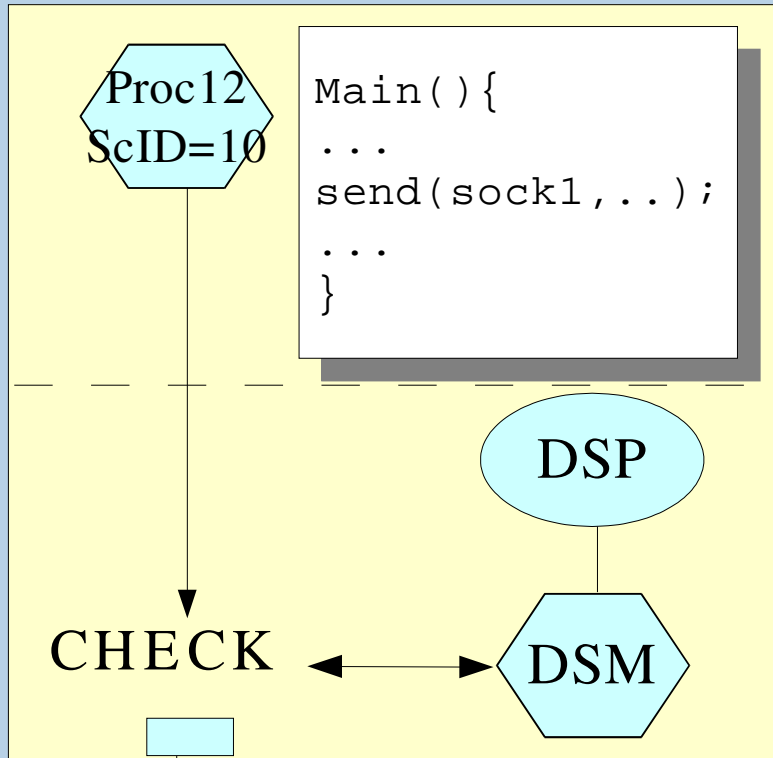 Proc12
ScID=10
Main(){
...
send(sock1,..);
...
}
DSP
CHECK
DSM